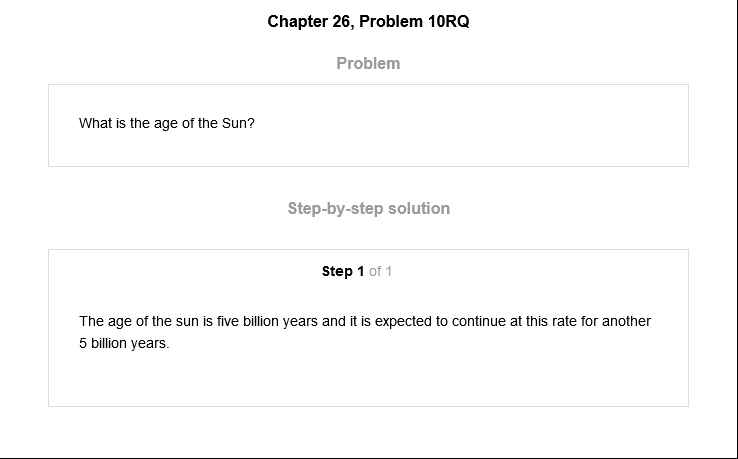 Chapter 26, Problem 10RQ
Problem
What is the age of the Sun?
Step-by-step solution
Step 1 of 1
The age of the sun is five billion years and it is expected to continue at this rate for another
5 billion years.